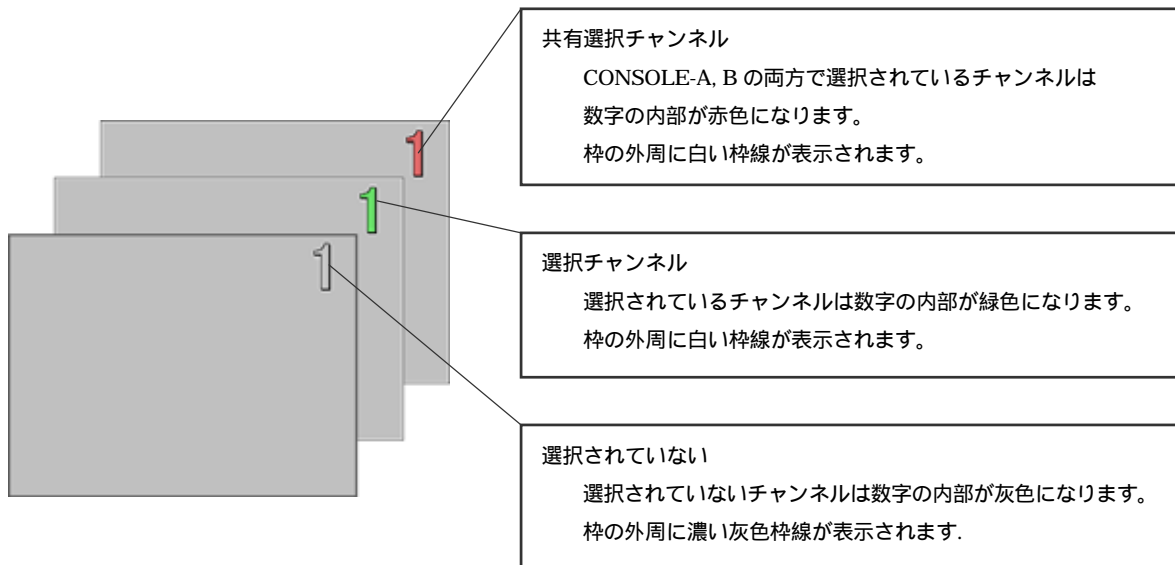 共有選択チャンネル
CONSOLE-A, B の両方で選択されているチャンネルは
数字の内部が赤色になります。
枠の外周に白い枠線が表示されます。
1
1
1
選択チャンネル
選択されているチャンネルは数字の内部が緑色になります。
枠の外周に白い枠線が表示されます。
選択されていない
選択されていないチャンネルは数字の内部が灰色になります。
枠の外周に濃い灰色枠線が表示されます.